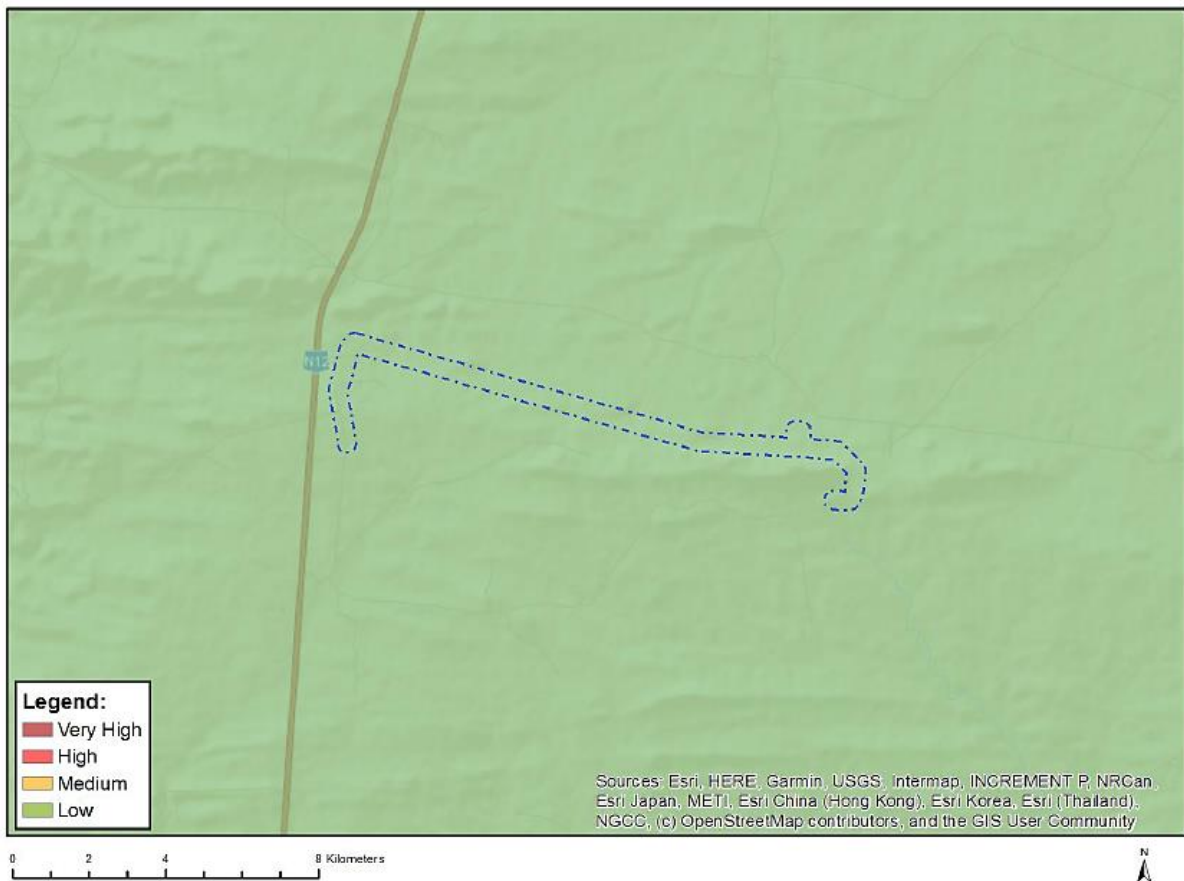 N12
Legend:
Very High
High
Medium
Low
Sources: Esri, HERE, Garmin, USGS, Intermap, INCREMENT P, NRCan,
Esri Japan, METI, Esri China (Hong Kong), Esri Korea, Esri (Thailand),
NGCC, (c) OpenStreetMap contributors, and the GIS User Community
0 2 4 8 Kilometers
N